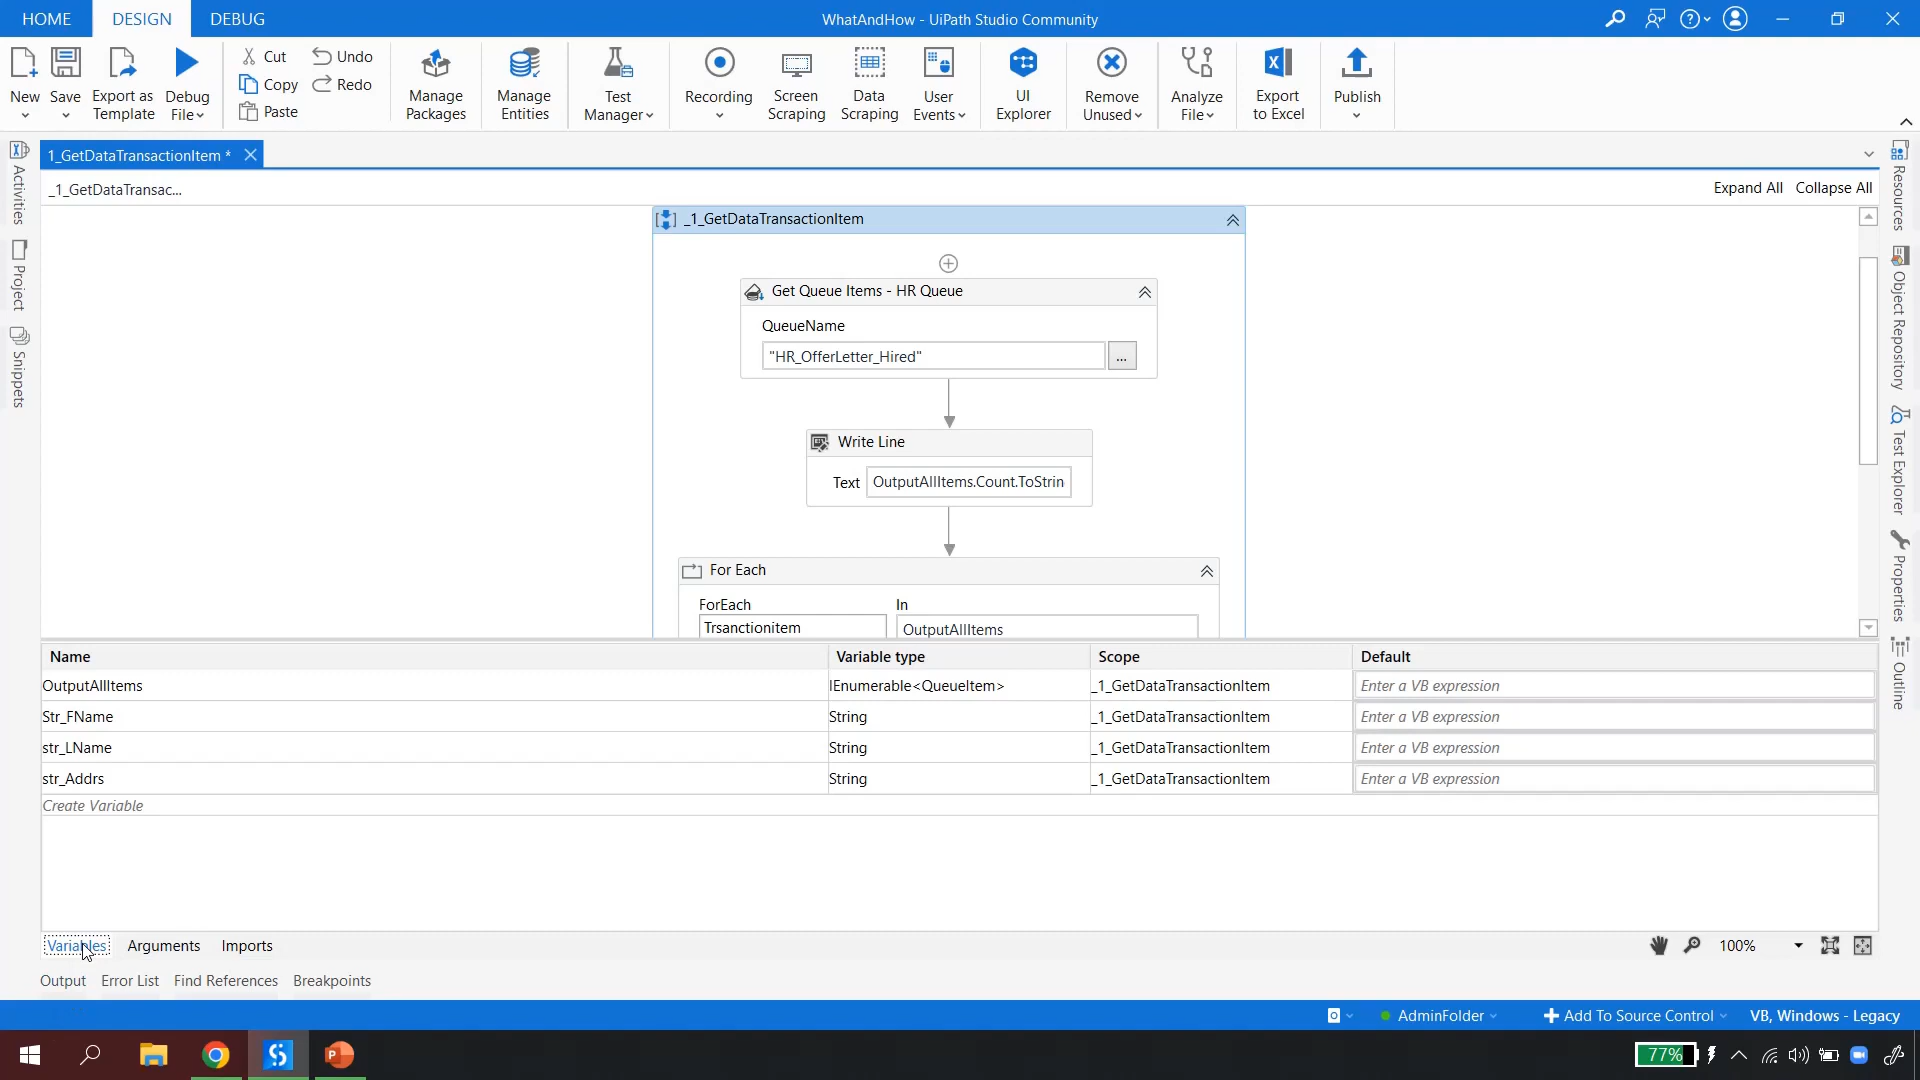 HOME DESIGN DEBUG
WhatAndHow - UiPath Studio Community
New
Save
Export as
Template
Debug
File
Cut
Copy
Paste
Undo
Redo
Manage
Packages
Manage
Entities
Test
Manager
Recording
Screen
Scraping
Data
Scraping
User
Events
UI
Explorer
Remove
Unused
Analyze
File
Export
to Excel
Publish
1_GetDataTransactionItem *
_1_GetDataTransac...
Expand All Collapse All
Activities
Project
Snippets
Resources
Object Repository
Test Explorer
Properties
Outline
_1_GetDataTransactionItem
Get Queue Items - HR Queue
QueueName
"HR_OfferLetter_Hired"
...
Write Line
Text OutputAllItems.Count.ToStrin
For Each
ForEach In
Trsanctionitem OutputAllItems
Name Variable type Scope Default
OutputAllItems IEnumerable<QueueItem> _1_GetDataTransactionItem Enter a VB expression
Str_FName String _1_GetDataTransactionItem Enter a VB expression
str_LName String _1_GetDataTransactionItem Enter a VB expression
str_Addrs String _1_GetDataTransactionItem Enter a VB expression
Create Variable
Variables Arguments Imports
100%
Output Error List Find References Breakpoints
AdminFolder
Add To Source Control
VB, Windows - Legacy
77%